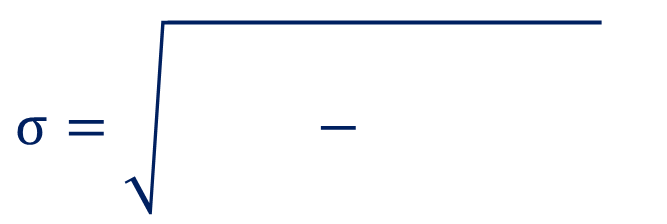 σ = √ −